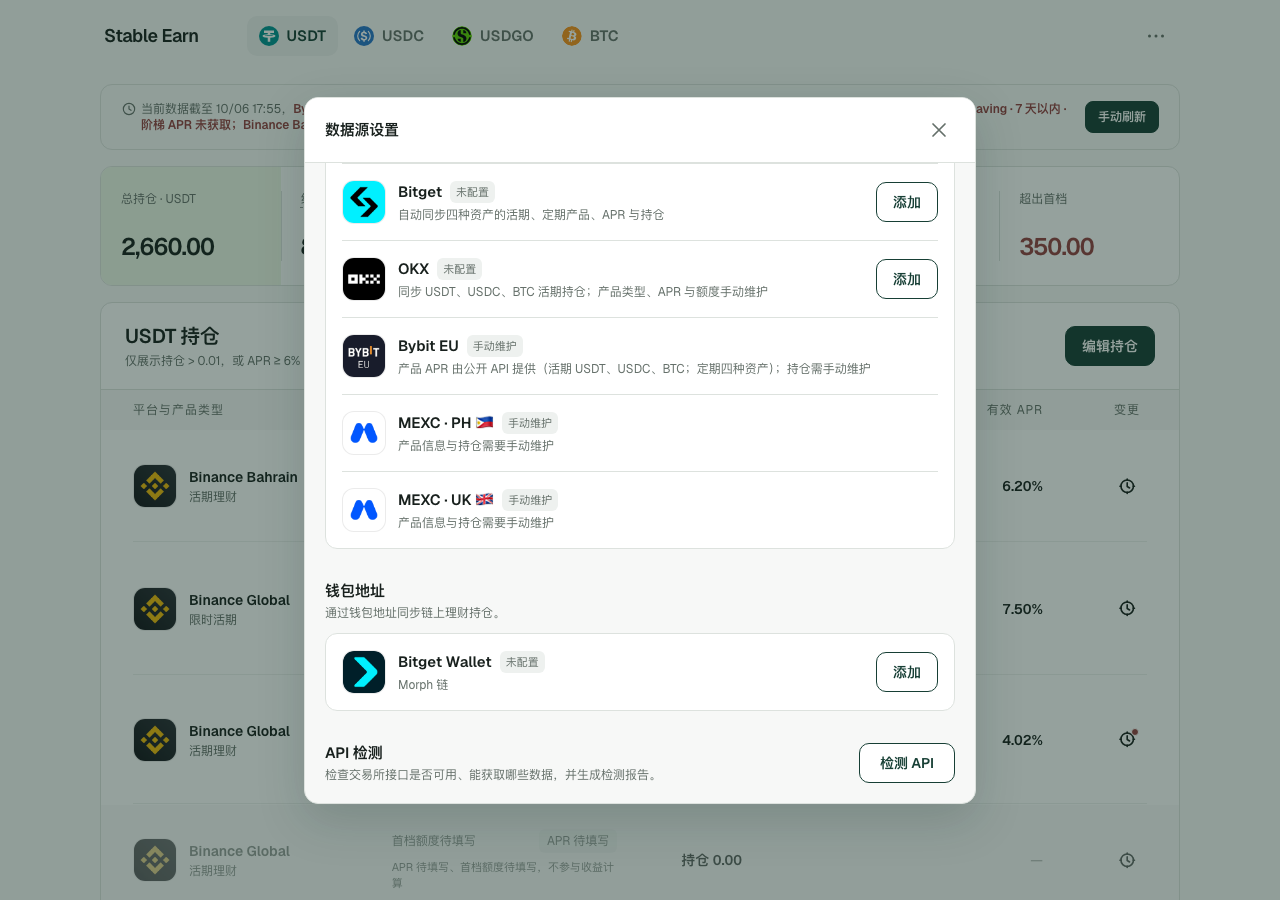 Stable Earn
USDT
USDC
USDGO
BTC
当前数据截至 10/06 17:55，By
aving · 7 天以内 ·
阶梯 APR 未获取；Binance Ba
手动刷新
总持仓 · USDT
2,660.00
超出首档
350.00
USDT 持仓
仅展示持仓 > 0.01，或 APR ≥ 6%
编辑持仓
平台与产品类型
有效 APR
变更
Binance Bahrain
活期理财
6.20%
Binance Global
限时活期
7.50%
Binance Global
活期理财
4.02%
Binance Global
活期理财
首档额度待填写
APR 待填写
APR 待填写、首档额度待填写，不参与收益计
算
持仓 0.00
—
数据源设置
Bitget
未配置
自动同步四种资产的活期、定期产品、APR 与持仓
添加
OKX
未配置
同步 USDT、USDC、BTC 活期持仓；产品类型、APR 与额度手动维护
添加
BYBIT
EU
Bybit EU
手动维护
产品 APR 由公开 API 提供（活期 USDT、USDC、BTC；定期四种资产）；持仓需手动维护
MEXC · PH 🇵🇭
手动维护
产品信息与持仓需要手动维护
MEXC · UK 🇬🇧
手动维护
产品信息与持仓需要手动维护
钱包地址
通过钱包地址同步链上理财持仓。
Bitget Wallet
未配置
Morph 链
添加
API 检测
检查交易所接口是否可用、能获取哪些数据，并生成检测报告。
检测 API